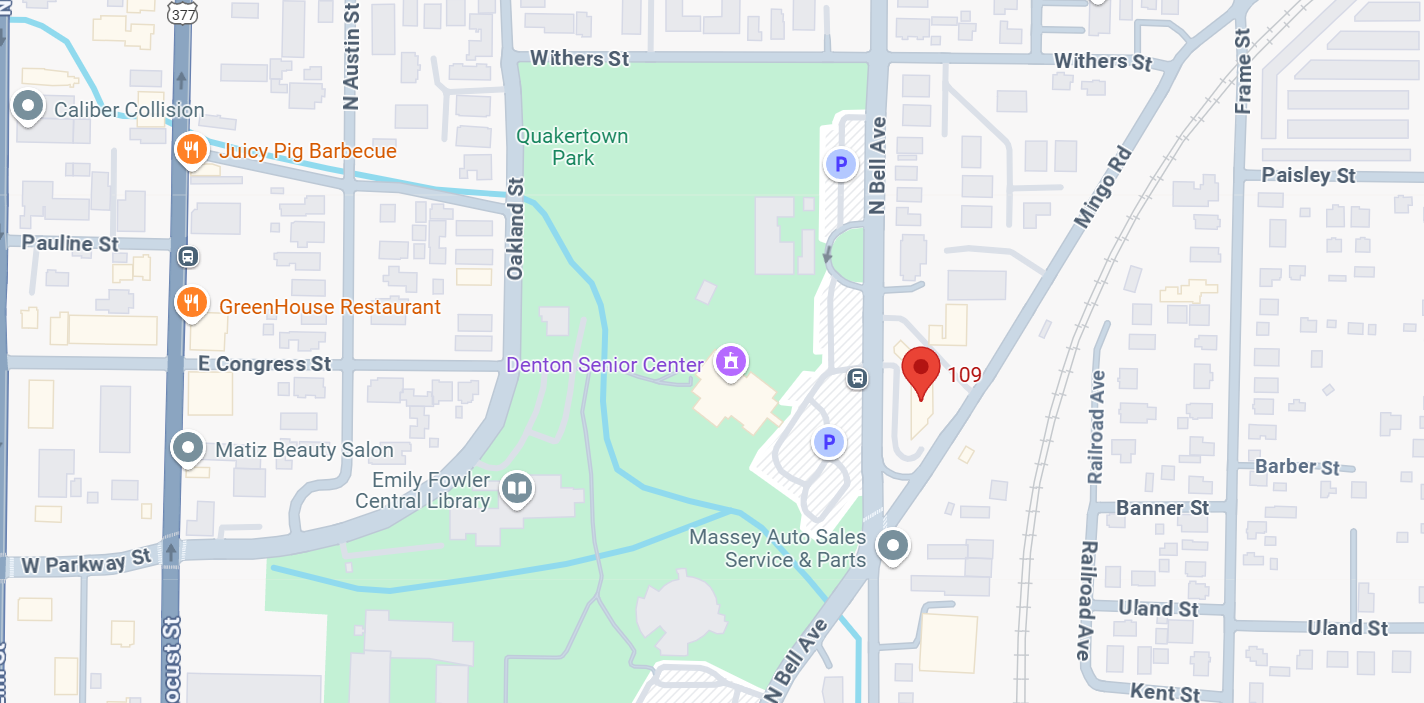 377
N Austin St
Withers St
Withers St
Frame St
Caliber Collision
Quakertown
Park
P
N Bell Ave
Juicy Pig Barbecue
Mingo Rd
Paisley St
Oakland St
Pauline St
GreenHouse Restaurant
E Congress St
Denton Senior Center
109
Railroad Ave
Matiz Beauty Salon
P
Emily Fowler
Central Library
Barber St
Banner St
Massey Auto Sales
Service & Parts
W Parkway St
Railroad Ave
Uland St
Uland St
ocust St
N Bell Ave
Kent St